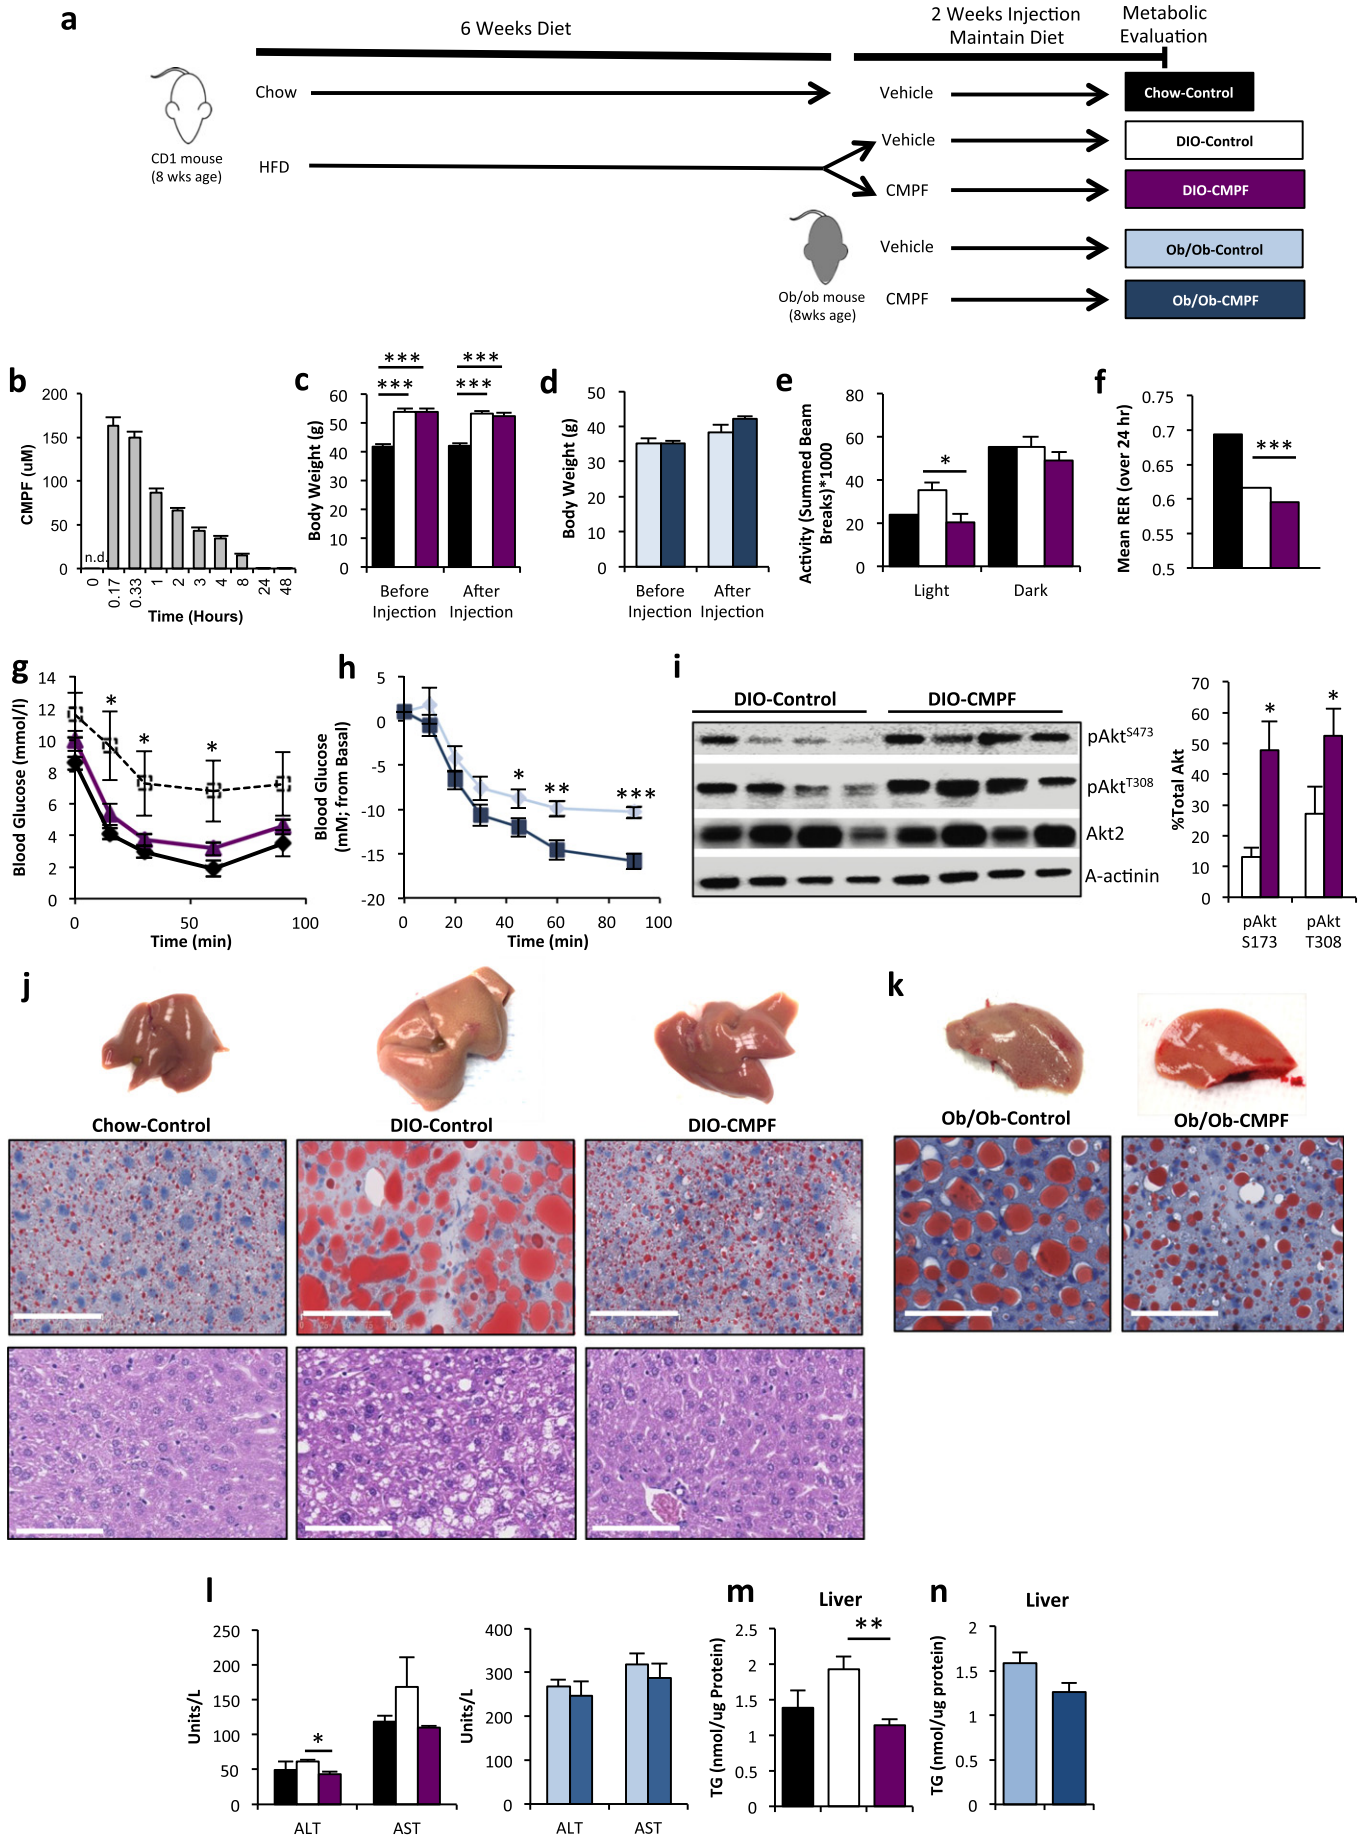 a
6 Weeks Diet
2 Weeks Injection
Maintain Diet
Metabolic
Evaluation
CD1 mouse
(8 wks age)
Chow
HFD
Vehicle
Chow-Control
Vehicle
DIO-Control
CMPF
DIO-CMPF
Ob/ob mouse
(8wks age)
Vehicle
Ob/Ob-Control
CMPF
Ob/Ob-CMPF
b
CMPF (uM)
200
150
100
50
0
n.d.
0
0.17
0.33
1
2
3
4
8
24
48
Time (Hours)
c
Body Weight (g)
60
50
40
30
20
10
0
***
***
***
***
Before
Injection
After
Injection
d
Body Weight (g)
50
40
30
20
10
0
Before
Injection
After
Injection
e
Activity (Summed Beam
Breaks)*1000
80
60
40
20
0
*
Light
Dark
f
Mean RER (over 24 hr)
0.75
0.7
0.65
0.6
0.55
0.5
***
g
Blood Glucose (mmol/l)
14
12
10
8
6
4
2
0
*
*
*
0
50
100
Time (min)
h
Blood Glucose
(mM; from Basal)
5
0
-5
-10
-15
-20
*
**
***
0
20
40
60
80
100
Time (min)
i
DIO-Control
DIO-CMPF
pAktS473
pAktT308
Akt2
A-actinin
%Total Akt
70
60
50
40
30
20
10
0
*
*
pAkt
S173
pAkt
T308
j
Chow-Control
DIO-Control
DIO-CMPF
k
Ob/Ob-Control
Ob/Ob-CMPF
l
Units/L
250
200
150
100
50
0
*
ALT
AST
Units/L
400
300
200
100
0
ALT
AST
m
Liver
TG (nmol/ug Protein)
2.5
2
1.5
1
0.5
0
**
n
Liver
TG (nmol/ug protein)
2
1.5
1
0.5
0